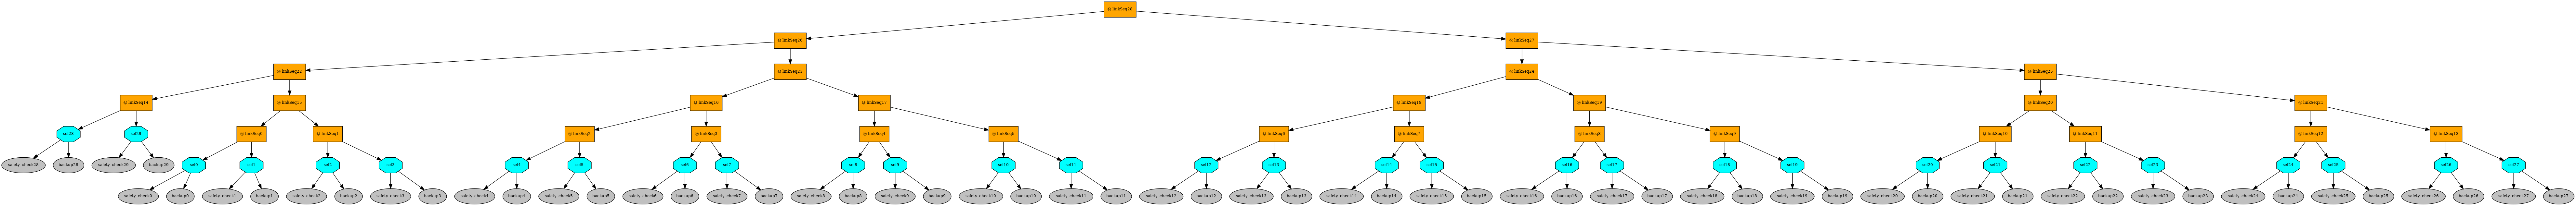 Ⓜ linkSeq28
Ⓜ linkSeq26
Ⓜ linkSeq27
Ⓜ linkSeq22
Ⓜ linkSeq23
Ⓜ linkSeq24
Ⓜ linkSeq25
Ⓜ linkSeq14
Ⓜ linkSeq15
Ⓜ linkSeq16
Ⓜ linkSeq17
Ⓜ linkSeq18
Ⓜ linkSeq19
Ⓜ linkSeq20
Ⓜ linkSeq21
sel28
sel29
Ⓜ linkSeq0
Ⓜ linkSeq1
Ⓜ linkSeq2
Ⓜ linkSeq3
Ⓜ linkSeq4
Ⓜ linkSeq5
Ⓜ linkSeq6
Ⓜ linkSeq7
Ⓜ linkSeq8
Ⓜ linkSeq9
Ⓜ linkSeq10
Ⓜ linkSeq11
Ⓜ linkSeq12
Ⓜ linkSeq13
safety_check28
backup28
safety_check29
backup29
sel0
sel1
sel2
sel3
sel4
sel5
sel6
sel7
sel8
sel9
sel10
sel11
sel12
sel13
sel14
sel15
sel16
sel17
sel18
sel19
sel20
sel21
sel22
sel23
sel24
sel25
sel26
sel27
safety_check0
backup0
safety_check1
backup1
safety_check2
backup2
safety_check3
backup3
safety_check4
backup4
safety_check5
backup5
safety_check6
backup6
safety_check7
backup7
safety_check8
backup8
safety_check9
backup9
safety_check10
backup10
safety_check11
backup11
safety_check12
backup12
safety_check13
backup13
safety_check14
backup14
safety_check15
backup15
safety_check16
backup16
safety_check17
backup17
safety_check18
backup18
safety_check19
backup19
safety_check20
backup20
safety_check21
backup21
safety_check22
backup22
safety_check23
backup23
safety_check24
backup24
safety_check25
backup25
safety_check26
backup26
safety_check27
backup27